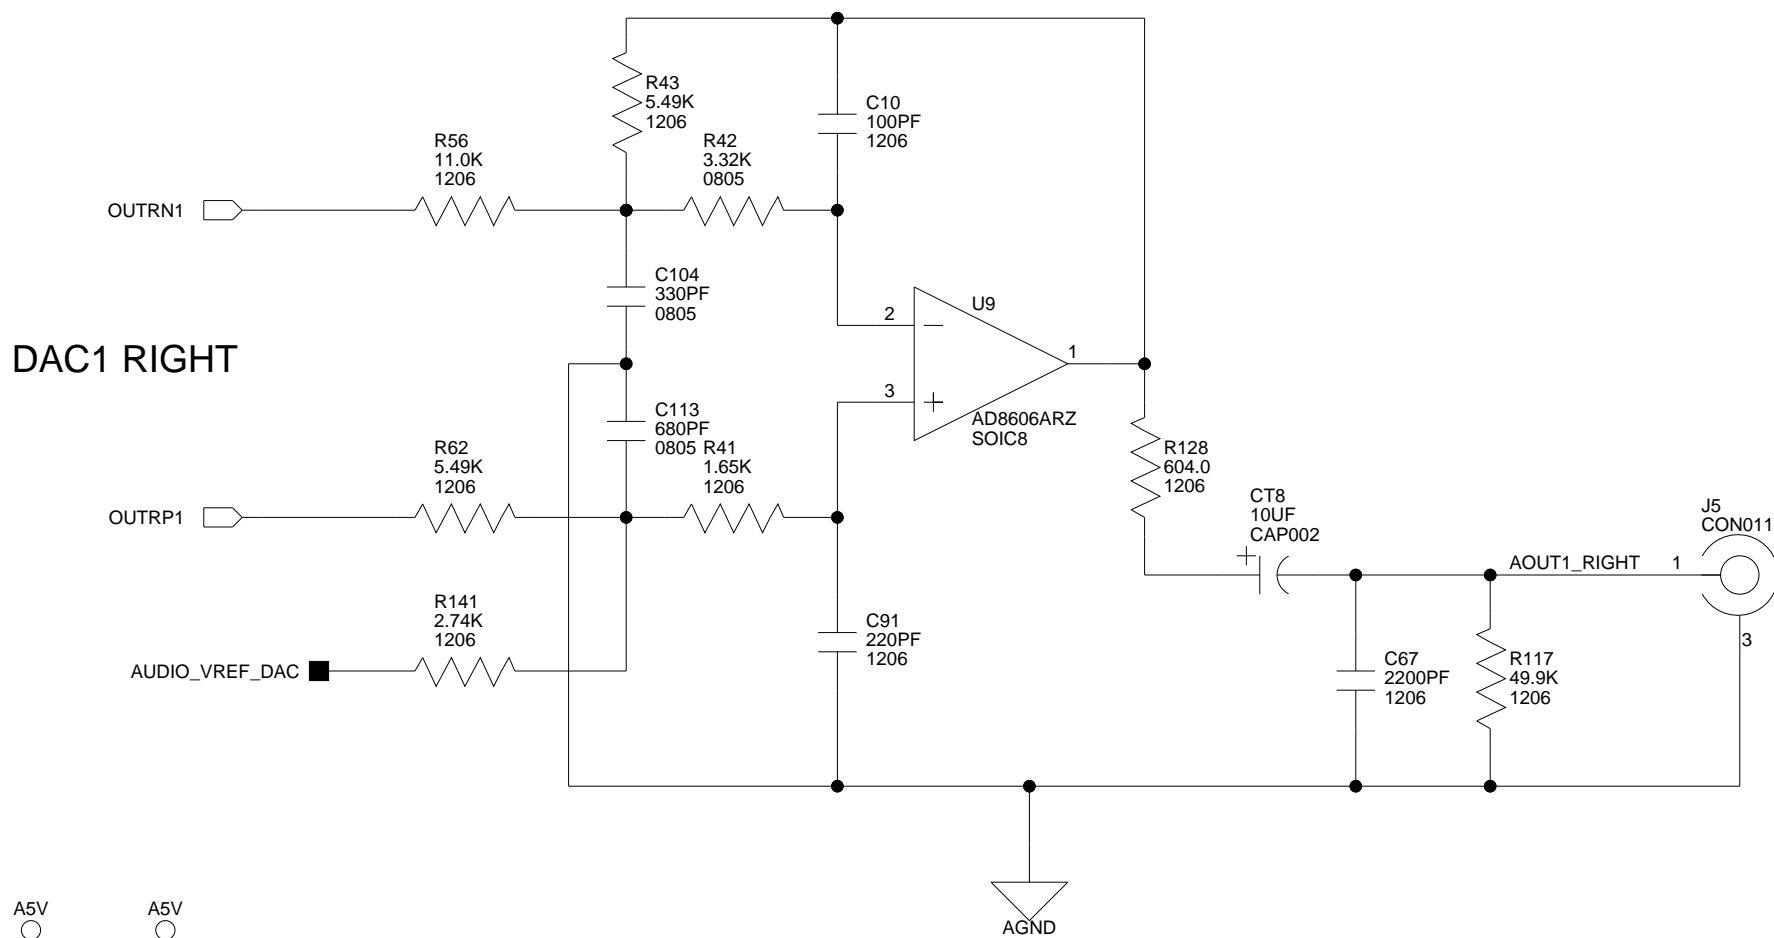 R43
5.49K
1206
C10
100PF
1206
R56
11.0K
1206
R42
3.32K
0805
OUTRN1
C104
330PF
0805
DAC1 RIGHT
U9
2
1
3
AD8606ARZ
SOIC8
C113
680PF
0805
R62
5.49K
1206
R41
1.65K
1206
OUTRP1
R128
604.0
1206
CT8
10UF
CAP002
J5
CON011
AOUT1_RIGHT
1
3
R141
2.74K
1206
AUDIO_VREF_DAC
C91
220PF
1206
C67
2200PF
1206
R117
49.9K
1206
A5V
A5V
AGND